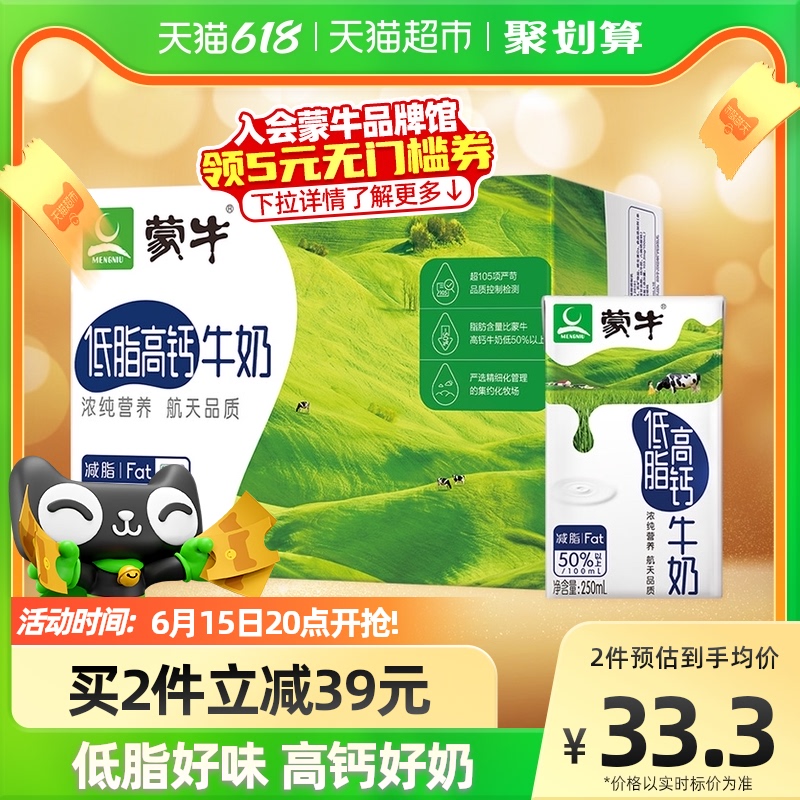 天猫618 | 天猫超市 | 聚划算
入会蒙牛品牌馆
领5元无门槛券
下拉详情了解更多↓
蒙牛®
MENGNIU
低脂高钙牛奶
浓纯营养 航天品质
减脂|Fat
超105项严苛
品质控制检测
脂肪含量比蒙牛
高钙牛奶低50%以上
严选精细化管理
的集约化牧场
蒙牛
MENGNIU
低脂高钙牛奶
浓纯营养 航天品质
减脂|Fat
50%以上
/100mL
净含量:250mL
活动时间: 6月15日20点开抢!
买2件立减39元
低脂好味 高钙好奶
2件预估到手均价
¥33.3
*价格以实时标价为准